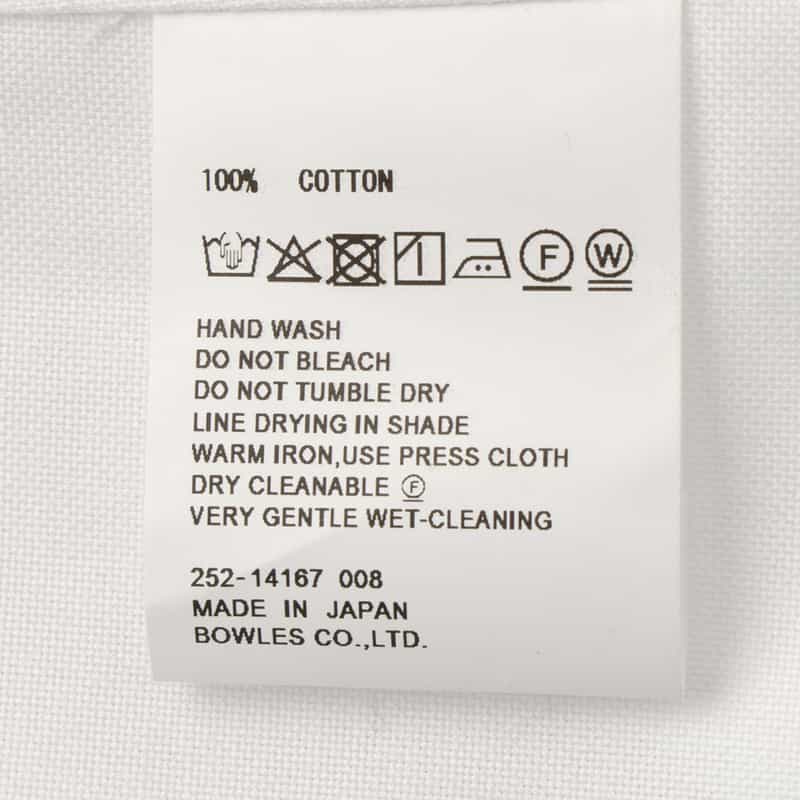 100% COTTON
F W
HAND WASH
DO NOT BLEACH
DO NOT TUMBLE DRY
LINE DRYING IN SHADE
WARM IRON,USE PRESS CLOTH
DRY CLEANABLE Ⓕ
VERY GENTLE WET-CLEANING
252-14167 008
MADE IN JAPAN
BOWLES CO.,LTD.